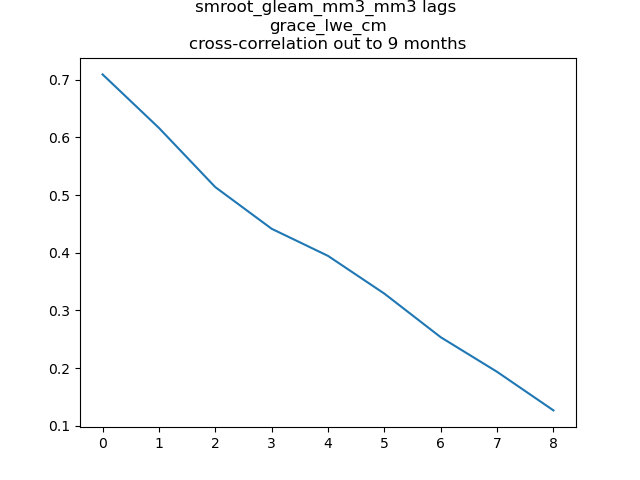 smroot_gleam_mm3_mm3 lags
grace_lwe_cm
cross-correlation out to 9 months
0.7
0.6
0.5
0.4
0.3
0.2
0.1
0 1 2 3 4 5 6 7 8